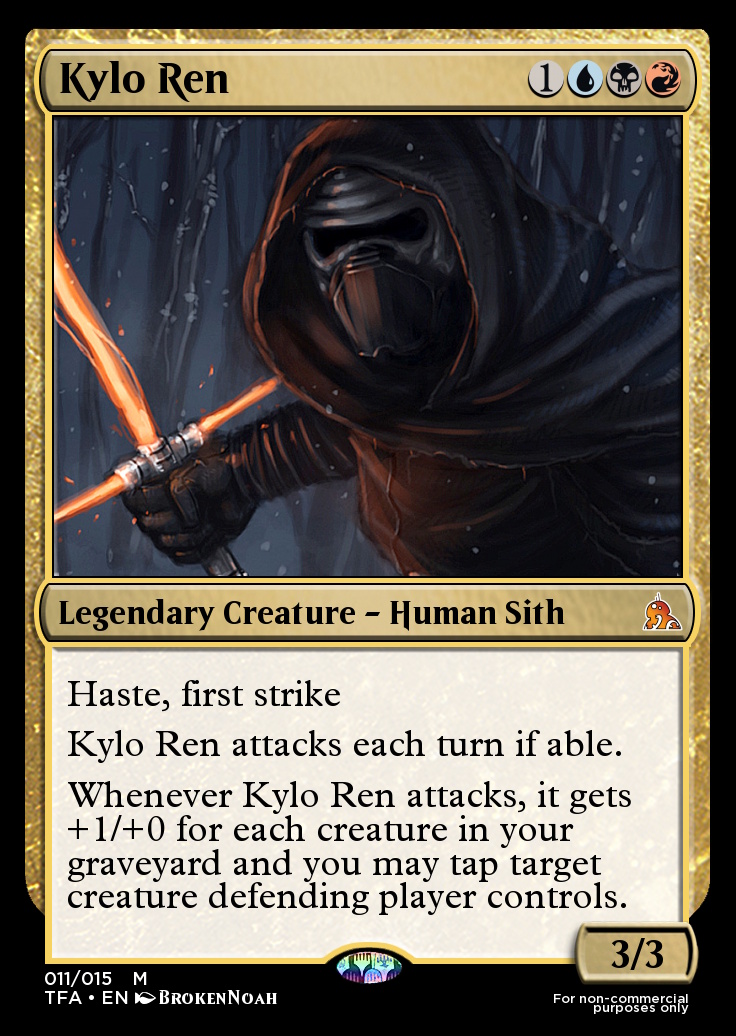 Kylo Ren 1
Legendary Creature – Human Sith
Haste, first strike
Kylo Ren attacks each turn if able.
Whenever Kylo Ren attacks, it gets
+1/+0 for each creature in your
graveyard and you may tap target
creature defending player controls.
3/3
011/015 M
TFA • EN BrokenNoah
For non-commercial
purposes only